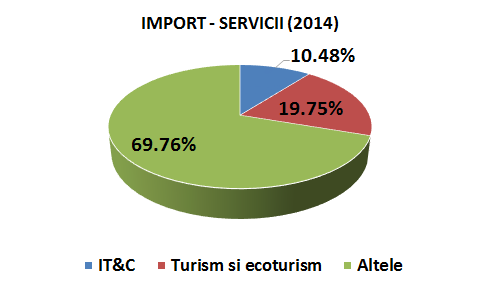 IMPORT - SERVICII (2014)
10.48%
19.75%
69.76%
IT&C Turism si ecoturism Altele